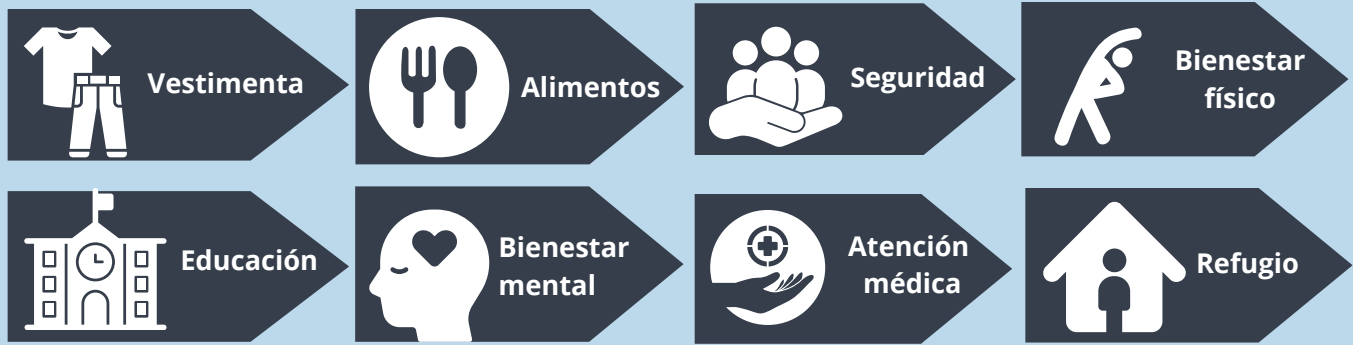 Vestimenta
Alimentos
Seguridad
Bienestar
físico
Educación
Bienestar
mental
Atención
médica
Refugio